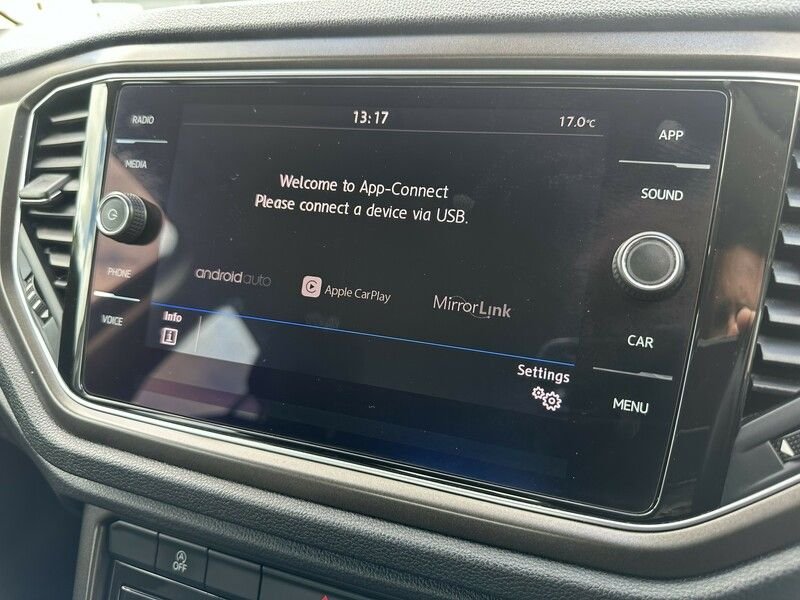 RADIO
MEDIA
PHONE
VOICE
13:17
17.0°C
Welcome to App-Connect
Please connect a device via USB.
androidauto
Apple CarPlay
MirrorLink
Info
i
Settings
APP
SOUND
CAR
MENU
A
OFF